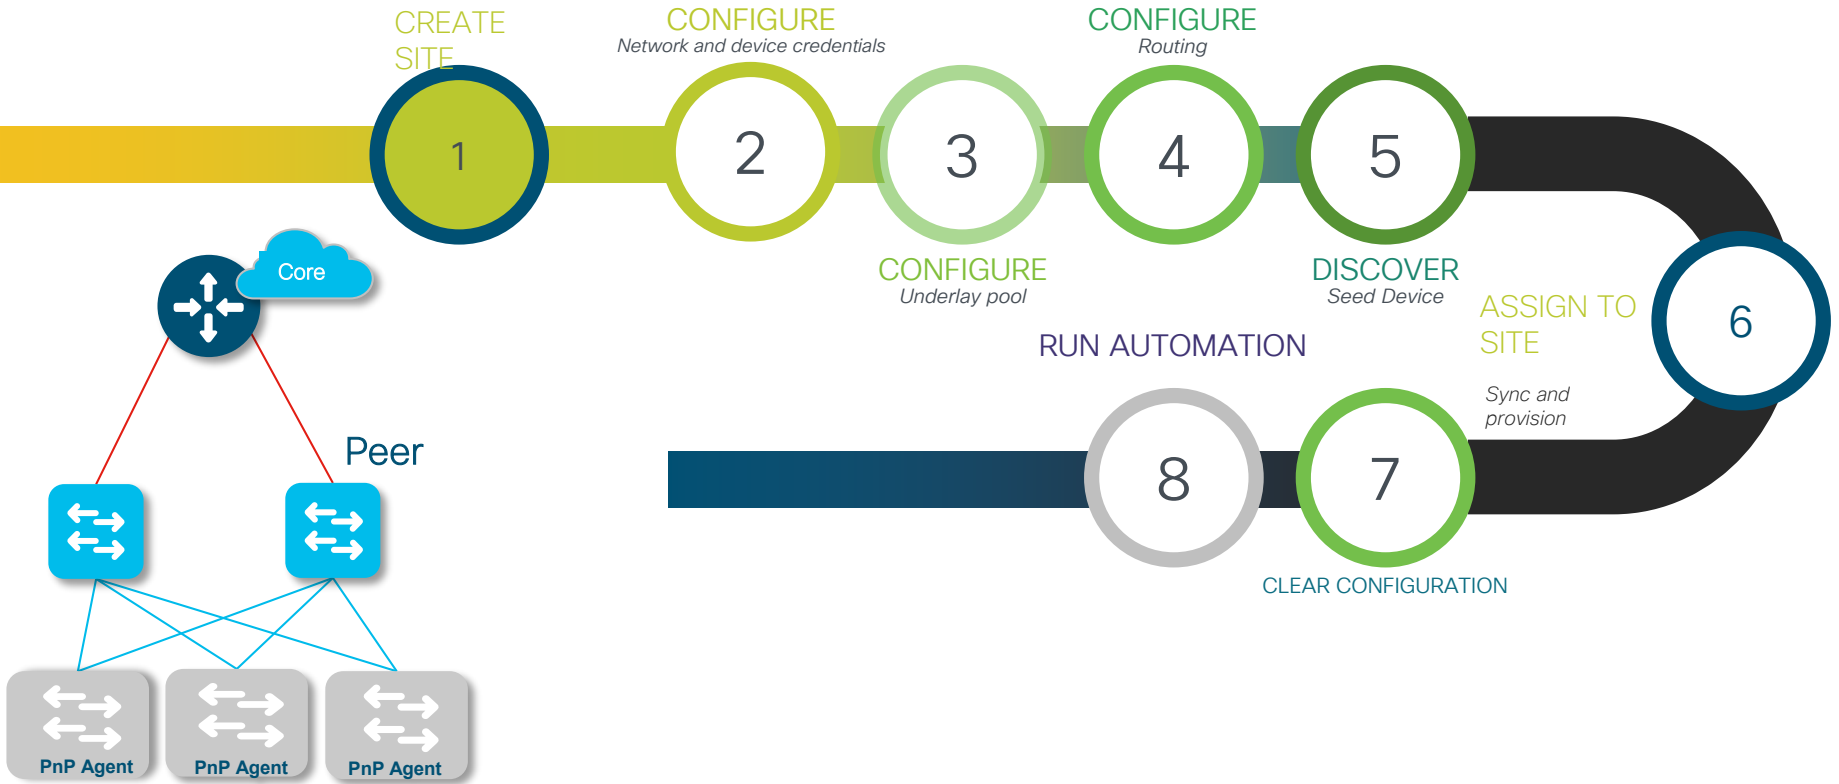 CREATE
SITE
1
CONFIGURE
Network and device credentials
2
3
CONFIGURE
Underlay pool
CONFIGURE
Routing
4
5
DISCOVER
Seed Device
6
ASSIGN TO
SITE
Sync and
provision
7
CLEAR CONFIGURATION
RUN AUTOMATION
8
Core
Peer
PnP Agent
PnP Agent
PnP Agent